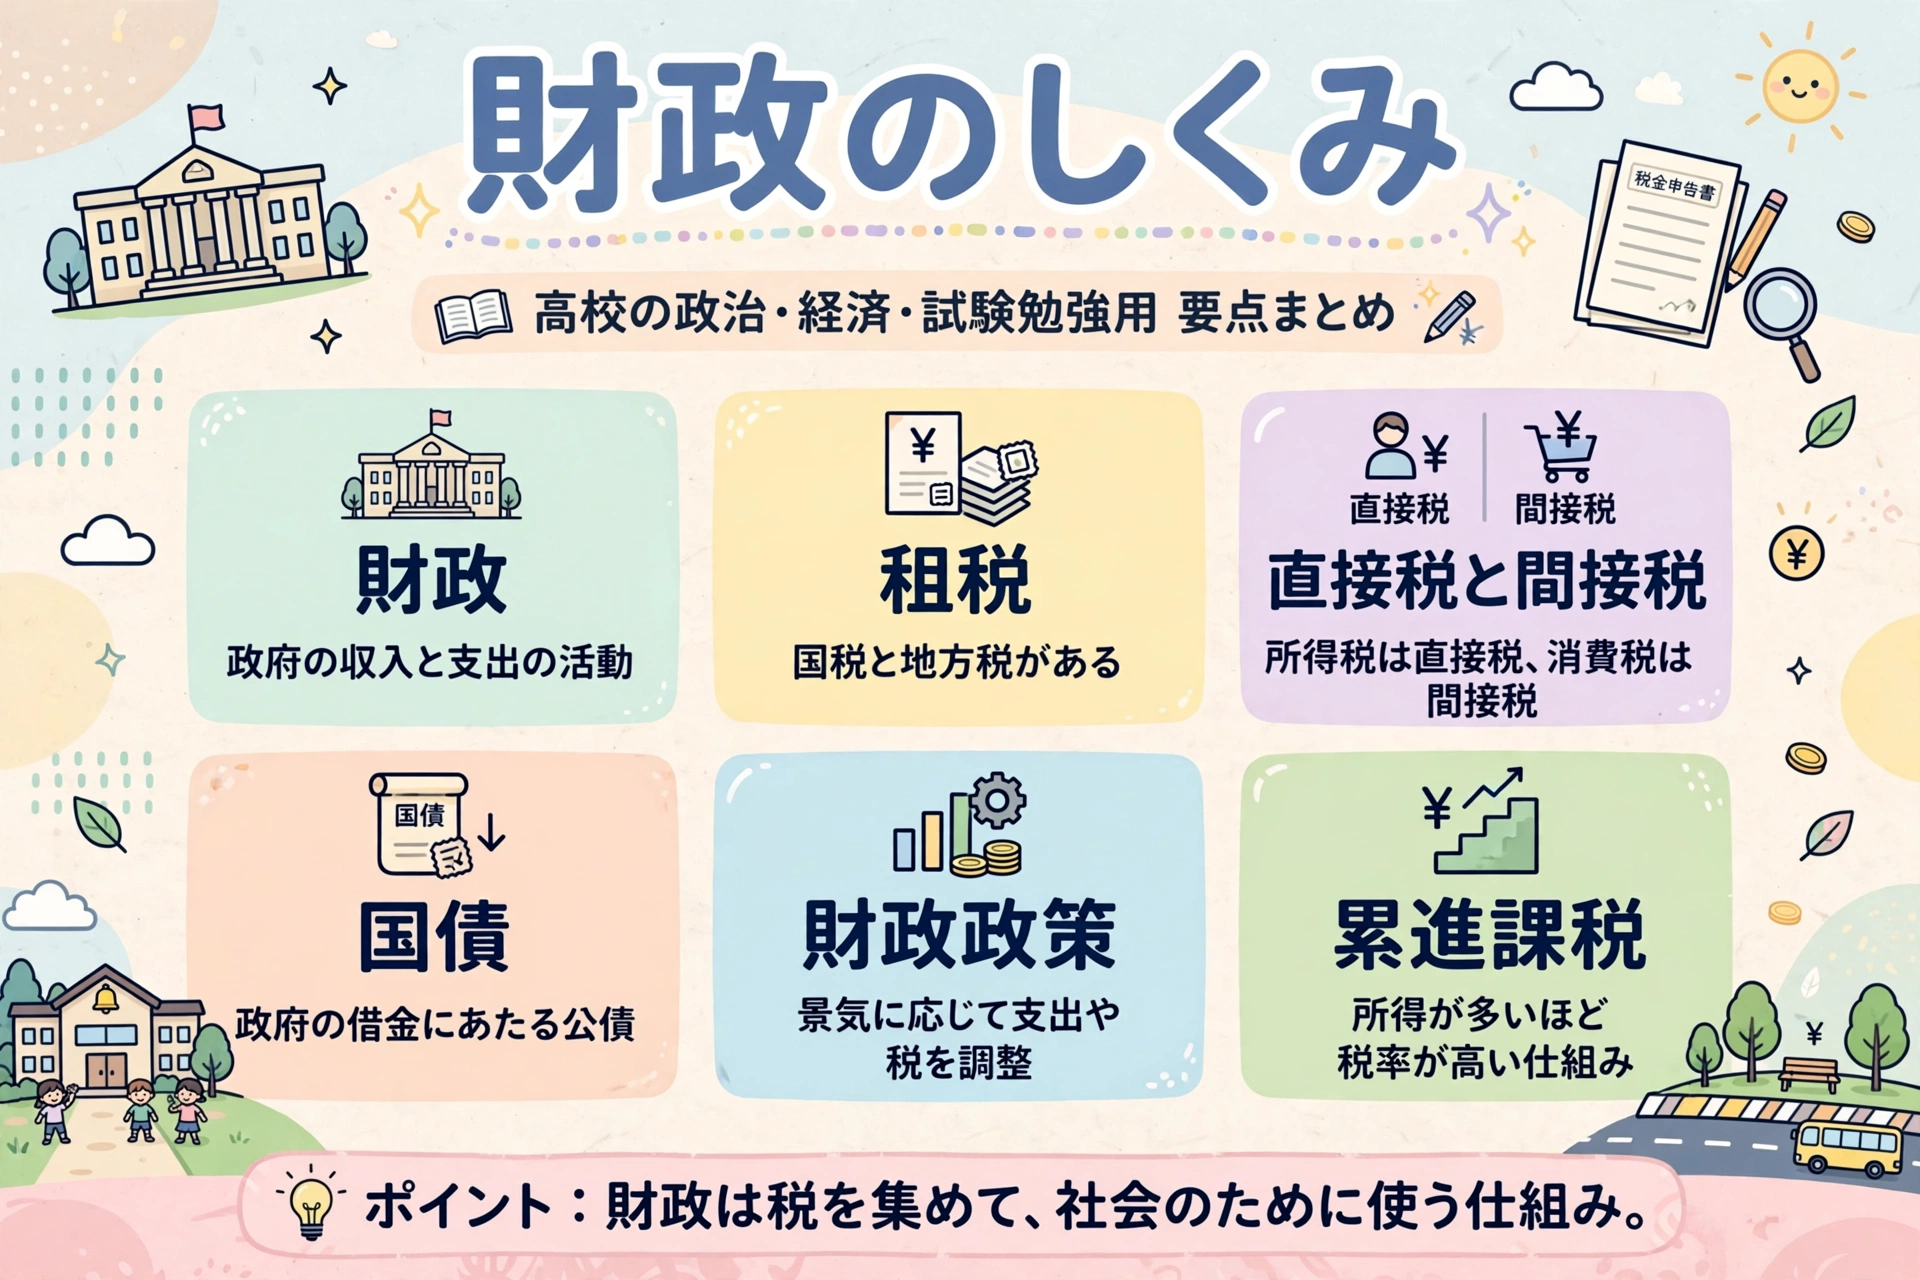 財政のしくみ
税金申告書
高校の政治・経済・試験勉強用 要点まとめ
¥
財政
政府の収入と支出の活動
¥
租税
国税と地方税がある
¥
¥
直接税
間接税
直接税と間接税
所得税は直接税、消費税は
間接税
¥
国債
国債
政府の借金にあたる公債
財政政策
景気に応じて支出や
税を調整
¥
累進課税
所得が多いほど
税率が高い仕組み
¥
ポイント：財政は税を集めて、社会のために使う仕組み。